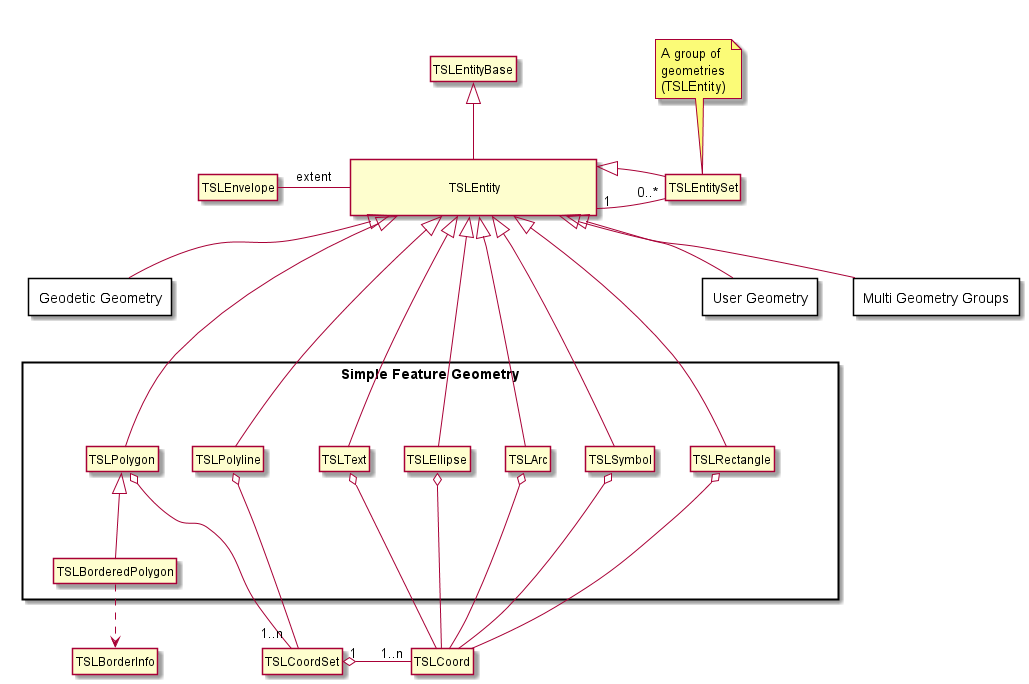 A group of
geometries
(TSLEntity)
TSLEntityBase
TSLEnvelope
extent
TSLEntity
0..*
1
TSLEntitySet
Geodetic Geometry
User Geometry
Multi Geometry Groups
Simple Feature Geometry
TSLPolygon
TSLPolyline
TSLText
TSLEllipse
TSLArc
TSLSymbol
TSLRectangle
TSLBorderedPolygon
1..n
TSLBorderInfo
TSLCoordSet
1
1..n
TSLCoord